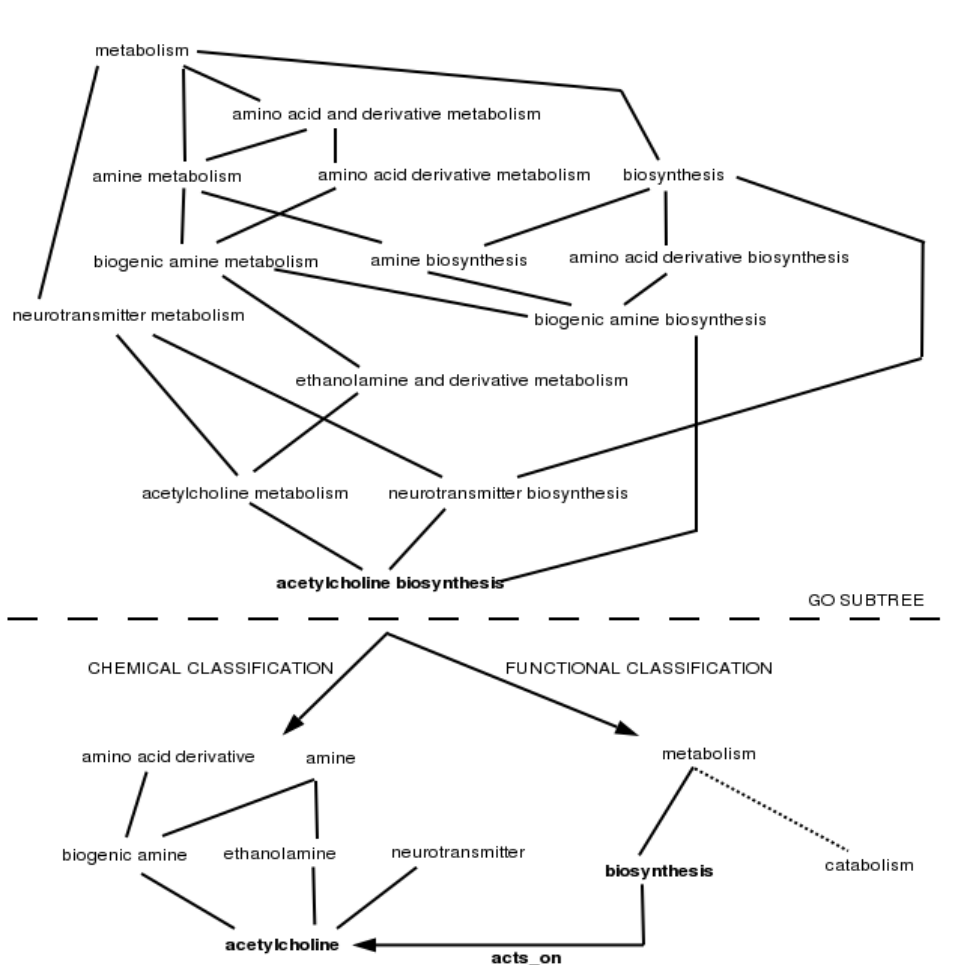 metabolism
amino acid and derivative metabolism
amine metabolism
amino acid derivative metabolism
biosynthesis
biogenic amine metabolism
amine biosynthesis
amino acid derivative biosynthesis
neurotransmitter metabolism
biogenic amine biosynthesis
ethanolamine and derivative metabolism
acetylcholine metabolism
neurotransmitter biosynthesis
acetylcholine biosynthesis
GO SUBTREE
CHEMICAL CLASSIFICATION
FUNCTIONAL CLASSIFICATION
amino acid derivative
amine
metabolism
biogenic amine
ethanolamine
neurotransmitter
biosynthesis
catabolism
acetylcholine
acts_on